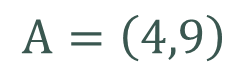 A = (4,9)